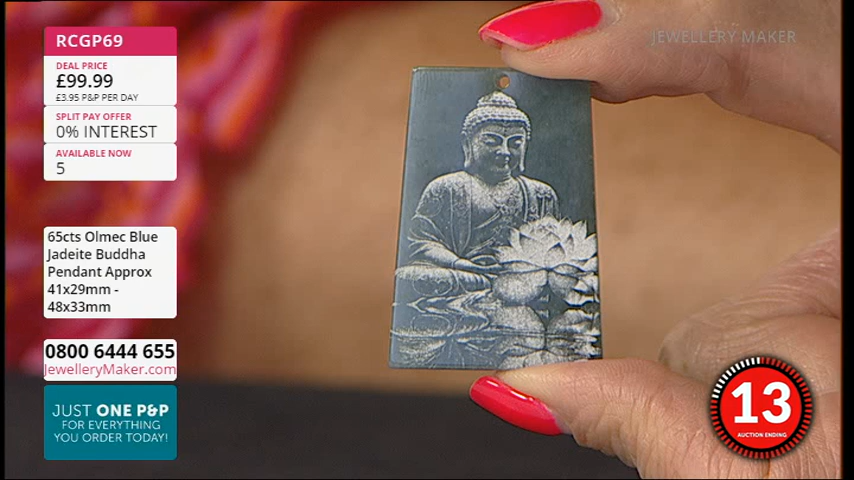 RCGP69
DEAL PRICE
£99.99
£3.95 P&P PER DAY
SPLIT PAY OFFER
0% INTEREST
AVAILABLE NOW
5
65cts Olmec Blue
Jadeite Buddha
Pendant Approx
41x29mm -
48x33mm
0800 6444 655
JewelleryMaker.com
JUST ONE P&P
FOR EVERYTHING
YOU ORDER TODAY!
JEWELLERY MAKER
13
AUCTION ENDING